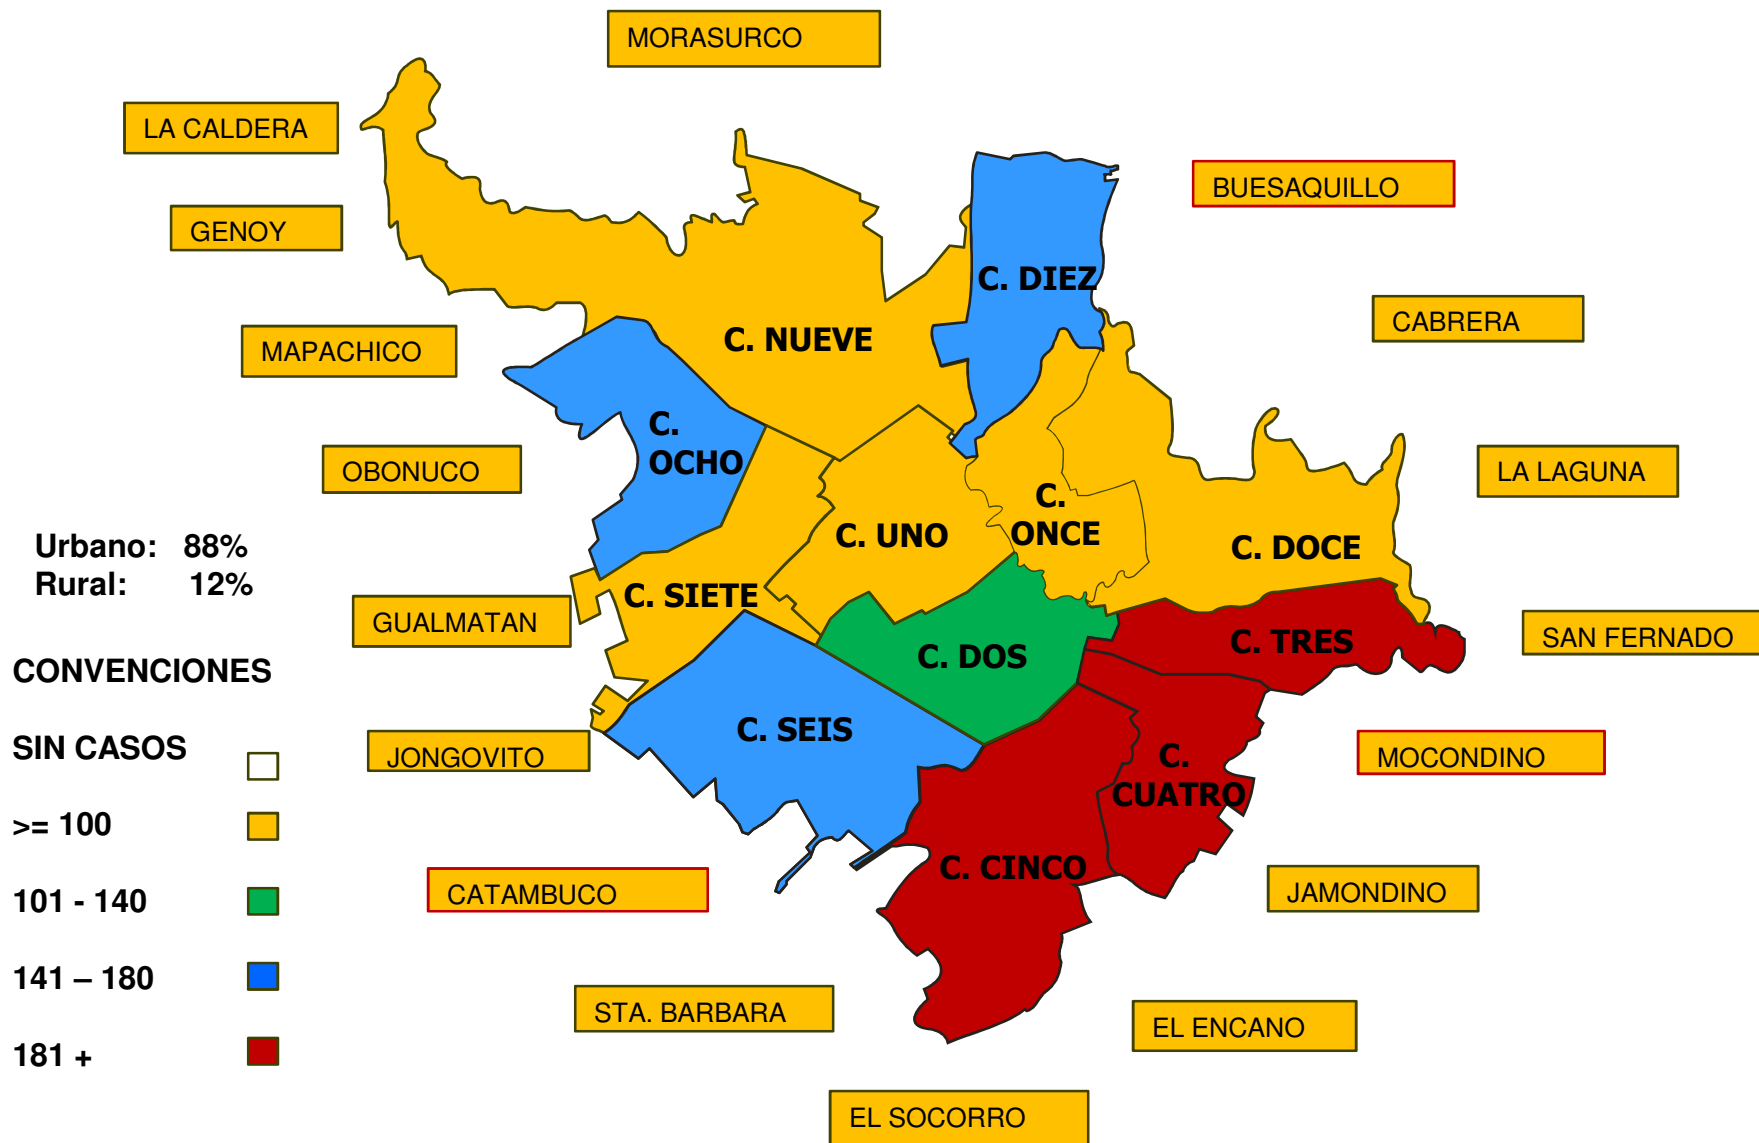 MORASURCO
LA CALDERA
BUESAQUILLO
GENOY
C. DIEZ
CABRERA
C. NUEVE
MAPACHICO
C.
OCHO
OBONUCO
LA LAGUNA
C.
ONCE
C. UNO
C. DOCE
Urbano: 88%
Rural: 12%
C. SIETE
GUALMATAN
SAN FERNADO
C. TRES
C. DOS
CONVENCIONES
C. SEIS
SIN CASOS
JONGOVITO
MOCONDINO
C.
CUATRO
>= 100
C. CINCO
CATAMBUCO
JAMONDINO
101 - 140
141 – 180
STA. BARBARA
EL ENCANO
181 +
EL SOCORRO